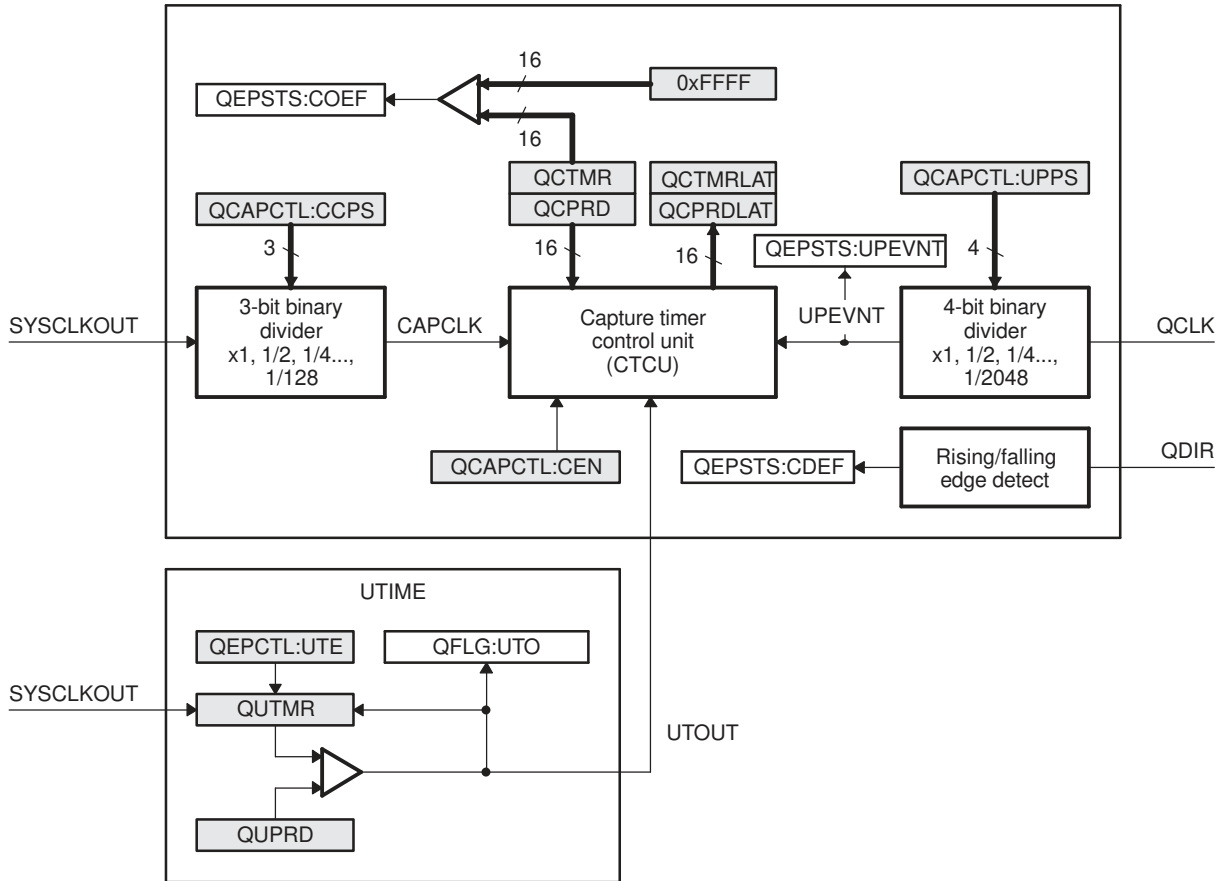 16
0xFFFF
QEPSTS:COEF
16
QCTMR
QCTMRLAT
QCAPCTL:UPPS
QCAPCTL:CCPS
QCPRD
QCPRDLAT
3
16
16
QEPSTS:UPEVNT
4
SYSCLKOUT
3-bit binary
divider
x1, 1/2, 1/4...,
1/128
CAPCLK
Capture timer
control unit
(CTCU)
UPEVNT
4-bit binary
divider
x1, 1/2, 1/4...,
1/2048
QCLK
QCAPCTL:CEN
QEPSTS:CDEF
Rising/falling
edge detect
QDIR
UTIME
QEPCTL:UTE
QFLG:UTO
SYSCLKOUT
QUTMR
UTOUT
QUPRD